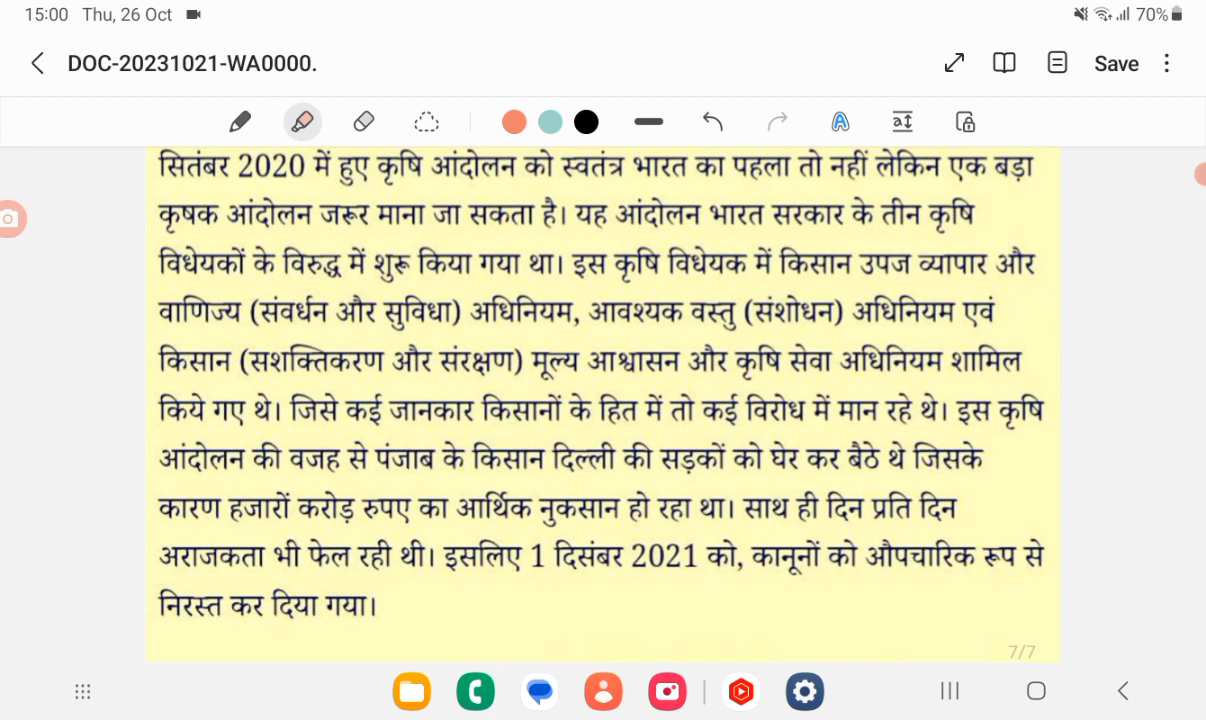 15:00 Thu, 26 Oct 70%
DOC-20231021-WA0000. Save
सितंबर 2020 में हुए कृषि आंदोलन को स्वतंत्र भारत का पहला तो नहीं लेकिन एक बड़ा
कृषक आंदोलन जरूर माना जा सकता है। यह आंदोलन भारत सरकार के तीन कृषि
विधेयकों के विरुद्ध में शुरू किया गया था। इस कृषि विधेयक में किसान उपज व्यापार और
वाणिज्य (संवर्धन और सुविधा) अधिनियम, आवश्यक वस्तु (संशोधन) अधिनियम एवं
किसान (सशक्तिकरण और संरक्षण) मूल्य आश्वासन और कृषि सेवा अधिनियम शामिल
किये गए थे। जिसे कई जानकार किसानों के हित में तो कई विरोध में मान रहे थे। इस कृषि
आंदोलन की वजह से पंजाब के किसान दिल्ली की सड़कों को घेर कर बैठे थे जिसके
कारण हजारों करोड़ रुपए का आर्थिक नुकसान हो रहा था। साथ ही दिन प्रति दिन
अराजकता भी फेल रही थी। इसलिए 1 दिसंबर 2021 को, कानूनों को औपचारिक रूप से
निरस्त कर दिया गया।
7/7